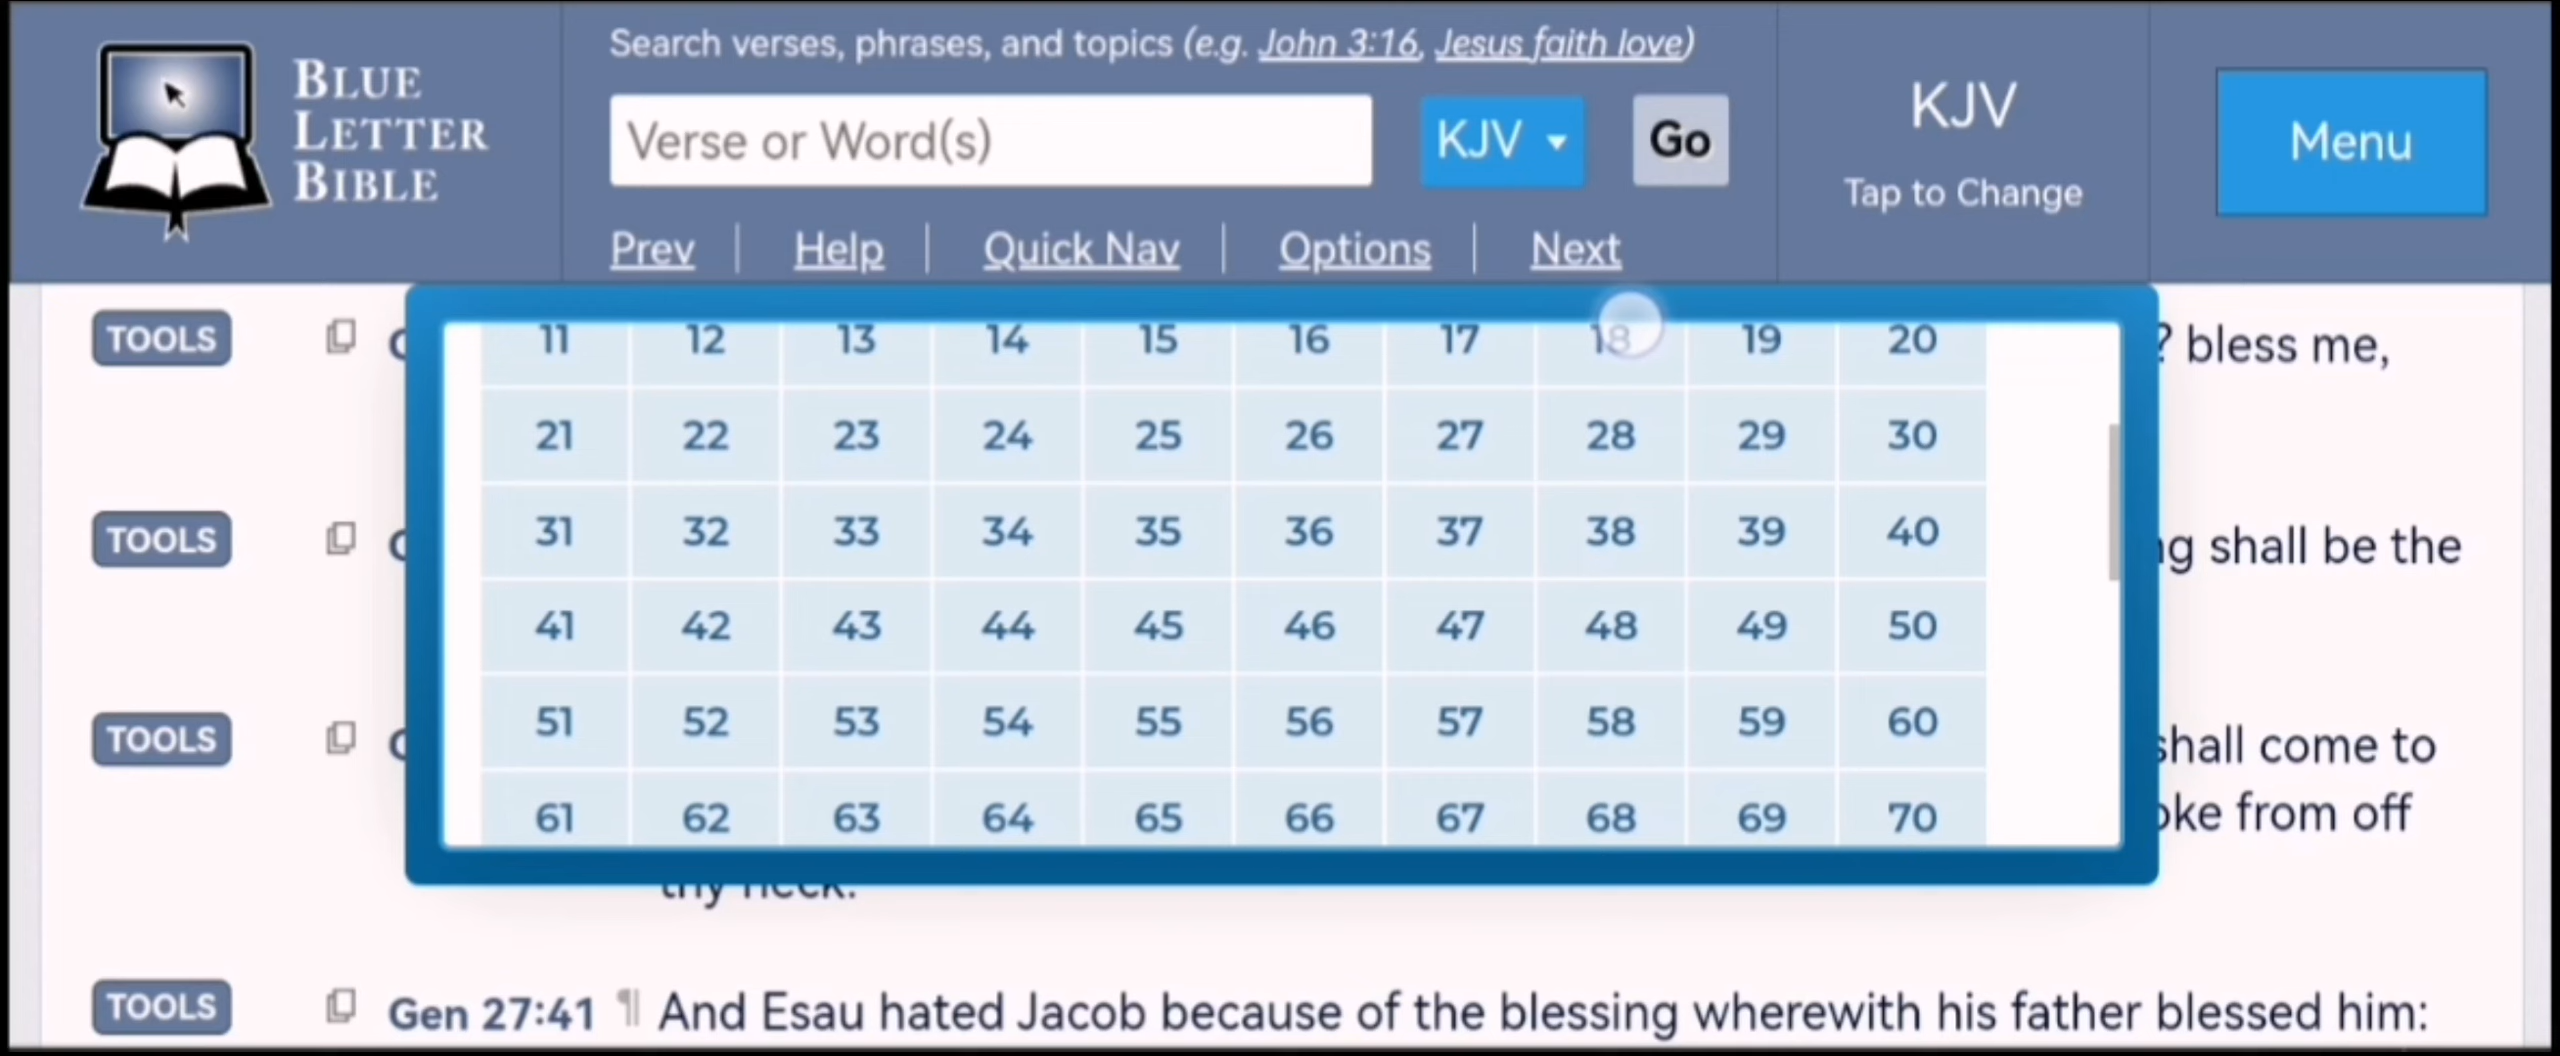 BLUE
LETTER
BIBLE
Search verses, phrases, and topics (e.g. John 3:16, Jesus faith love)
Verse or Word(s)
KJV
Go
Prev
Help
Quick Nav
Options
Next
KJV
Tap to Change
Menu
11 12 13 14 15 16 17 18 19 20
21 22 23 24 25 26 27 28 29 30
31 32 33 34 35 36 37 38 39 40
41 42 43 44 45 46 47 48 49 50
51 52 53 54 55 56 57 58 59 60
61 62 63 64 65 66 67 68 69 70
TOOLS ? bless me,
TOOLS shall be the
TOOLS shall come to
from off
thy neck.
TOOLS Gen 27:41 ¶ And Esau hated Jacob because of the blessing wherewith his father blessed him: